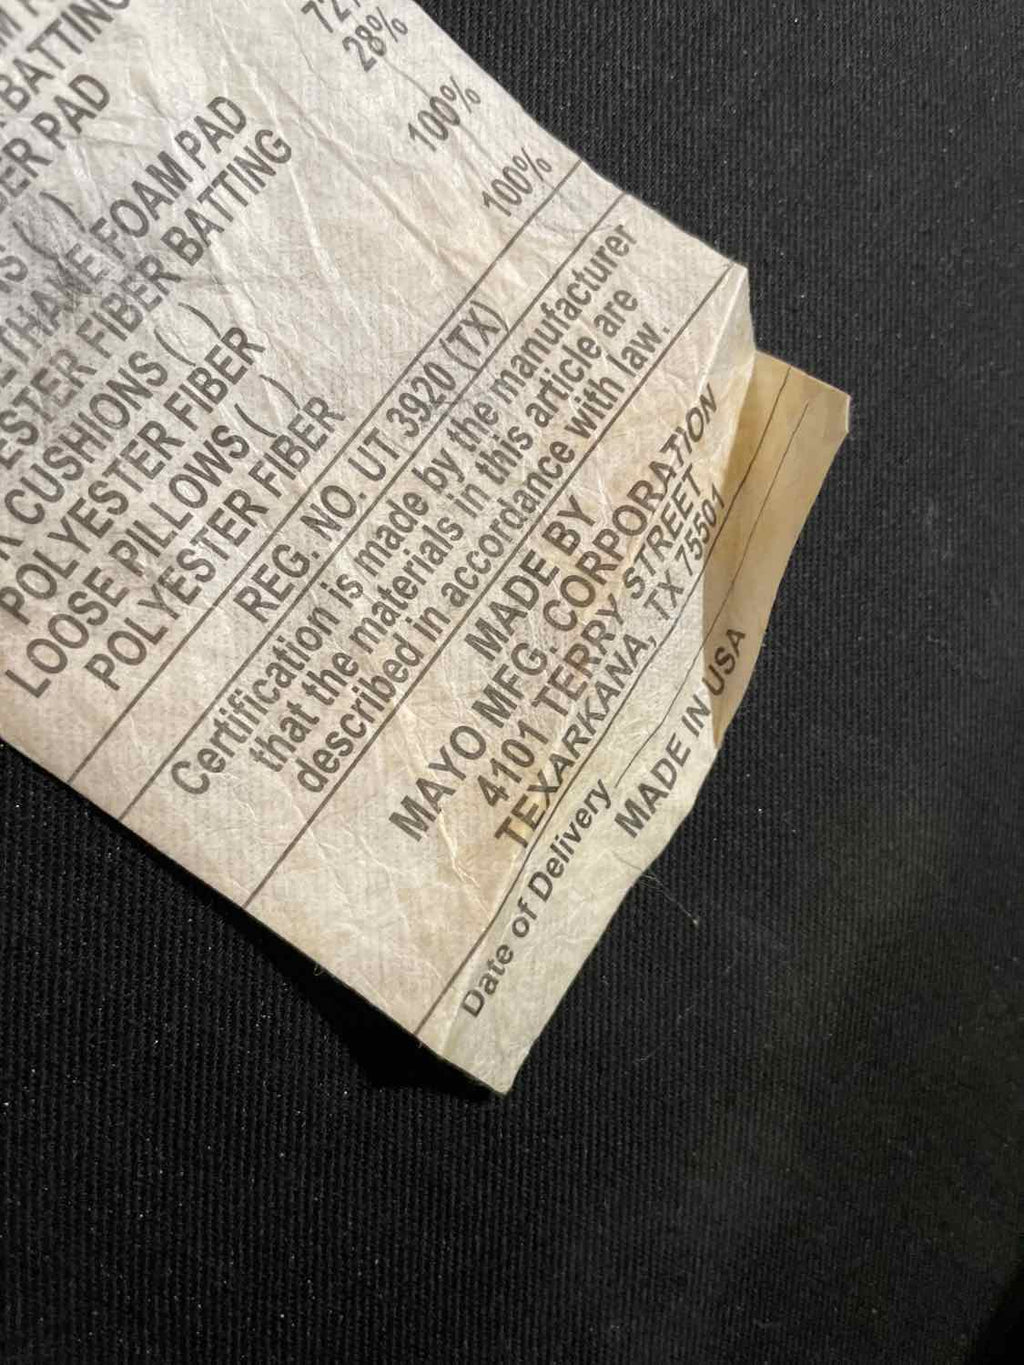 BATTING
28%
ER PAD
FOAM PAD
100%
FIBER BATTING
CUSHIONS ( )
POLYESTER FIBER 100%
LOOSE PILLOWS ( )
POLYESTER FIBER
REG. NO. UT 3920 (TX)
Certification is made by the manufacturer
that the materials in this article are
described in accordance with law.
MADE BY
MAYO MFG. CORPORATION
4101 TERRY STREET
TEXARKANA, TX 75501
Date of Delivery
MADE IN USA